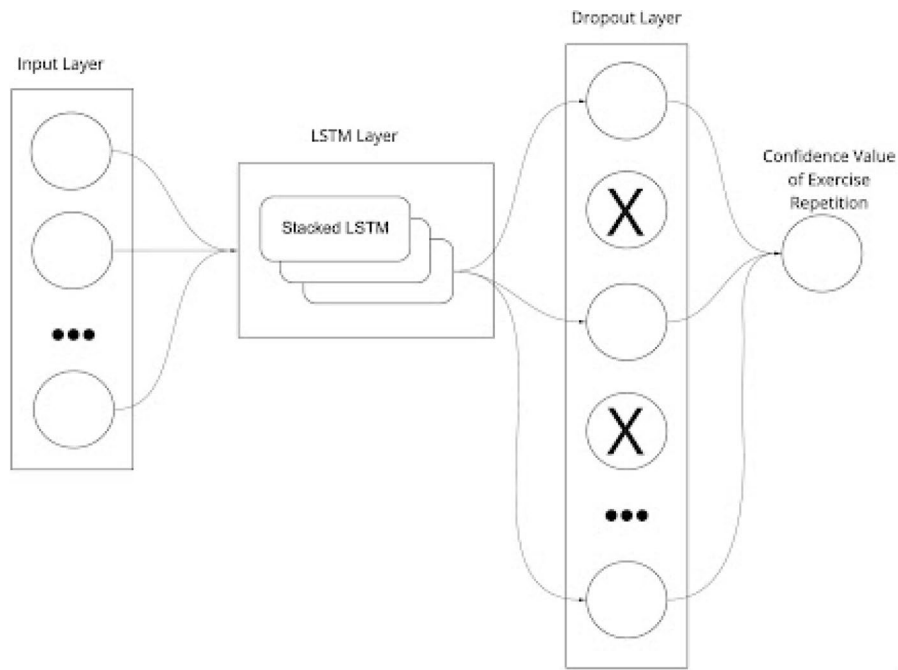 Dropout Layer
Input Layer
LSTM Layer
Stacked LSTM
X
X
Confidence Value
of Exercise
Repetition